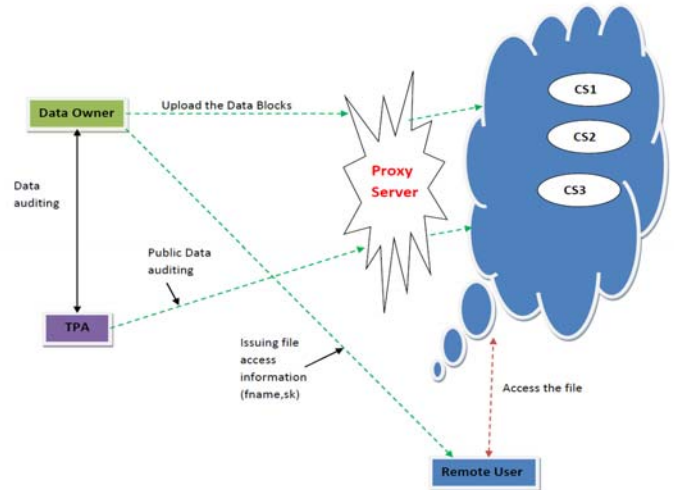 CS1
Upload the Data Blocks
Data Owner
CS2
Proxy
Server
CS3
Data
auditing
Public Data
auditing
TPA
Issuing file
access
information
(fname,sk)
Access the file
Remote User